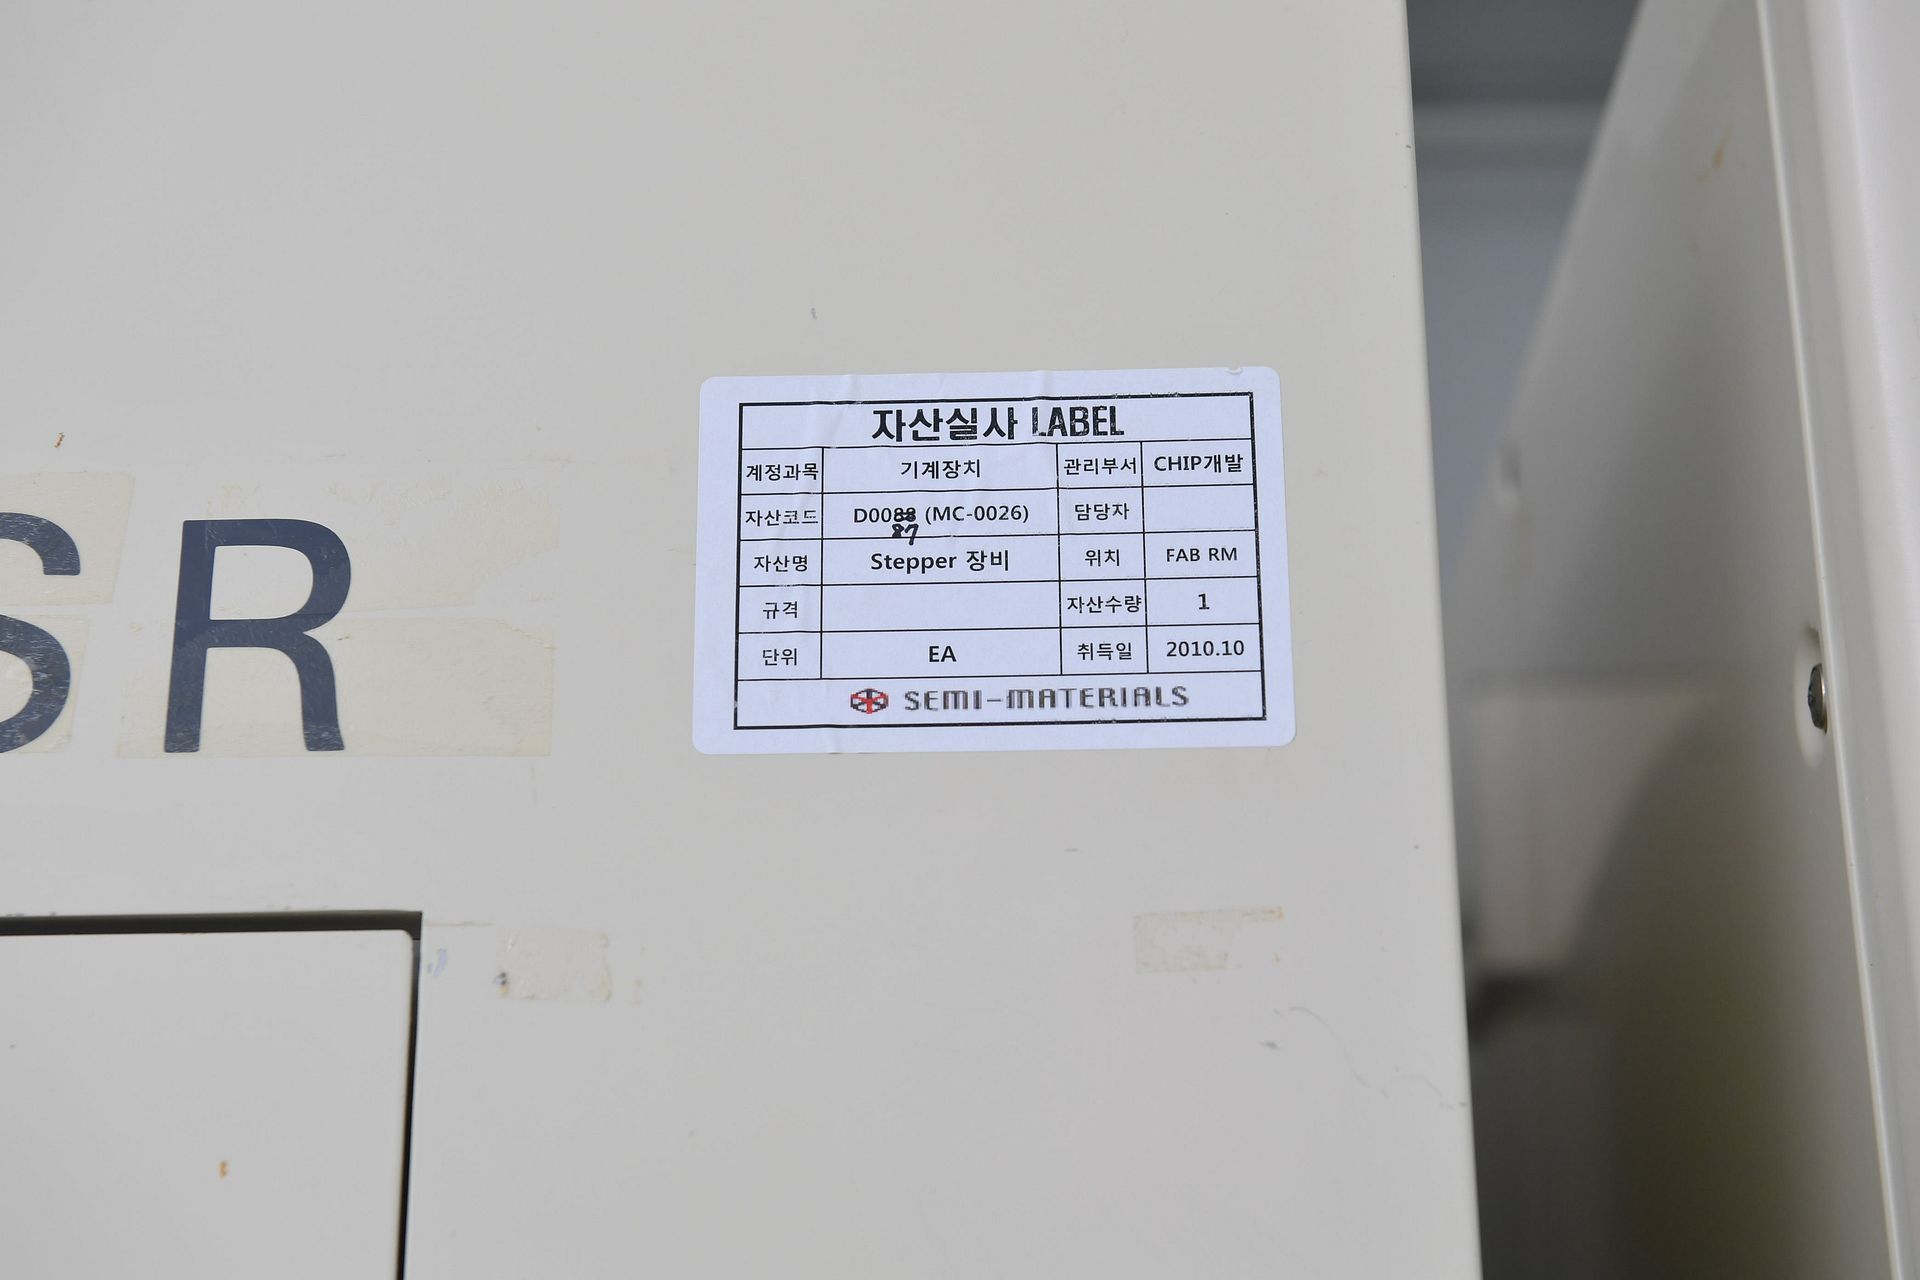 SR
자산실사 LABEL
계정과목 기계장치 관리부서 CHIP개발
자산코드 D0088 (MC-0026) 담당자
87
자산명 Stepper 장비 위치 FAB RM
규격 자산수량 1
단위 EA 취득일 2010.10
SEMI-MATERIALS